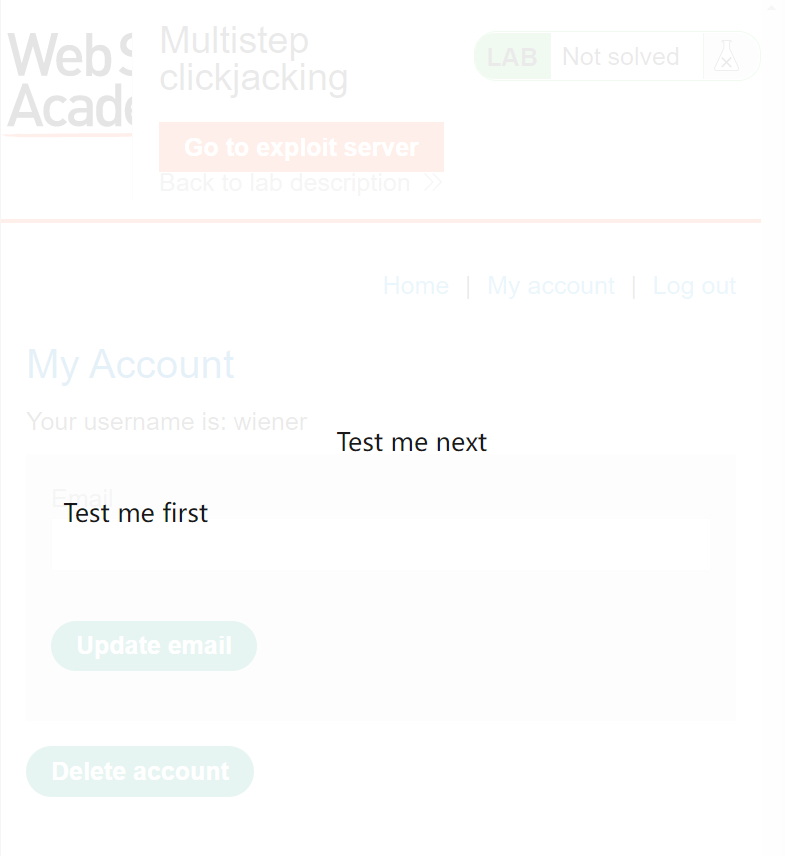 Web S
Acade
Multistep
clickjacking
LAB Not solved
Go to exploit server
Back to lab description
Home | My account | Log out
My Account
Your username is: wiener
Test me next
Email
Test me first
Update email
Delete account